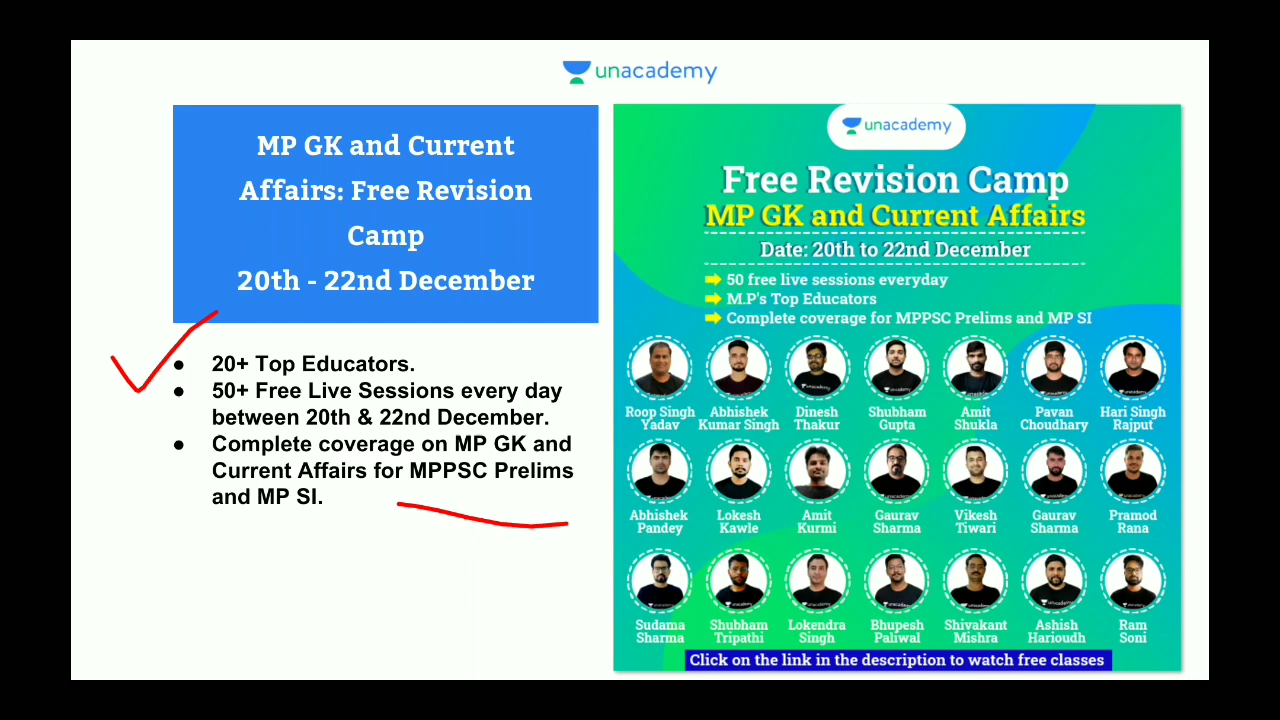 unacademy
MP GK and Current
Affairs: Free Revision
Camp
20th - 22nd December
● 20+ Top Educators.
● 50+ Free Live Sessions every day
between 20th & 22nd December.
● Complete coverage on MP GK and
Current Affairs for MPPSC Prelims
and MP SI.
unacademy
Free Revision Camp
MP GK and Current Affairs
Date: 20th to 22nd December
50 free live sessions everyday
M.P's Top Educators
Complete coverage for MPPSC Prelims and MP SI
Roop Singh Abhishek Dinesh Shubham Amit Pavan Hari Singh
Yadav Kumar Singh Thakur Gupta Shukla Choudhary Rajput
Abhishek Lokesh Amit Gaurav Vikesh Gaurav Pramod
Pandey Kawle Kurmi Sharma Tiwari Sharma Rana
Sudama Shubham Lokendra Bhupesh Shivakant Ashish Ram
Sharma Tripathi Singh Paliwal Mishra Harioudh Soni
Click on the link in the description to watch free classes